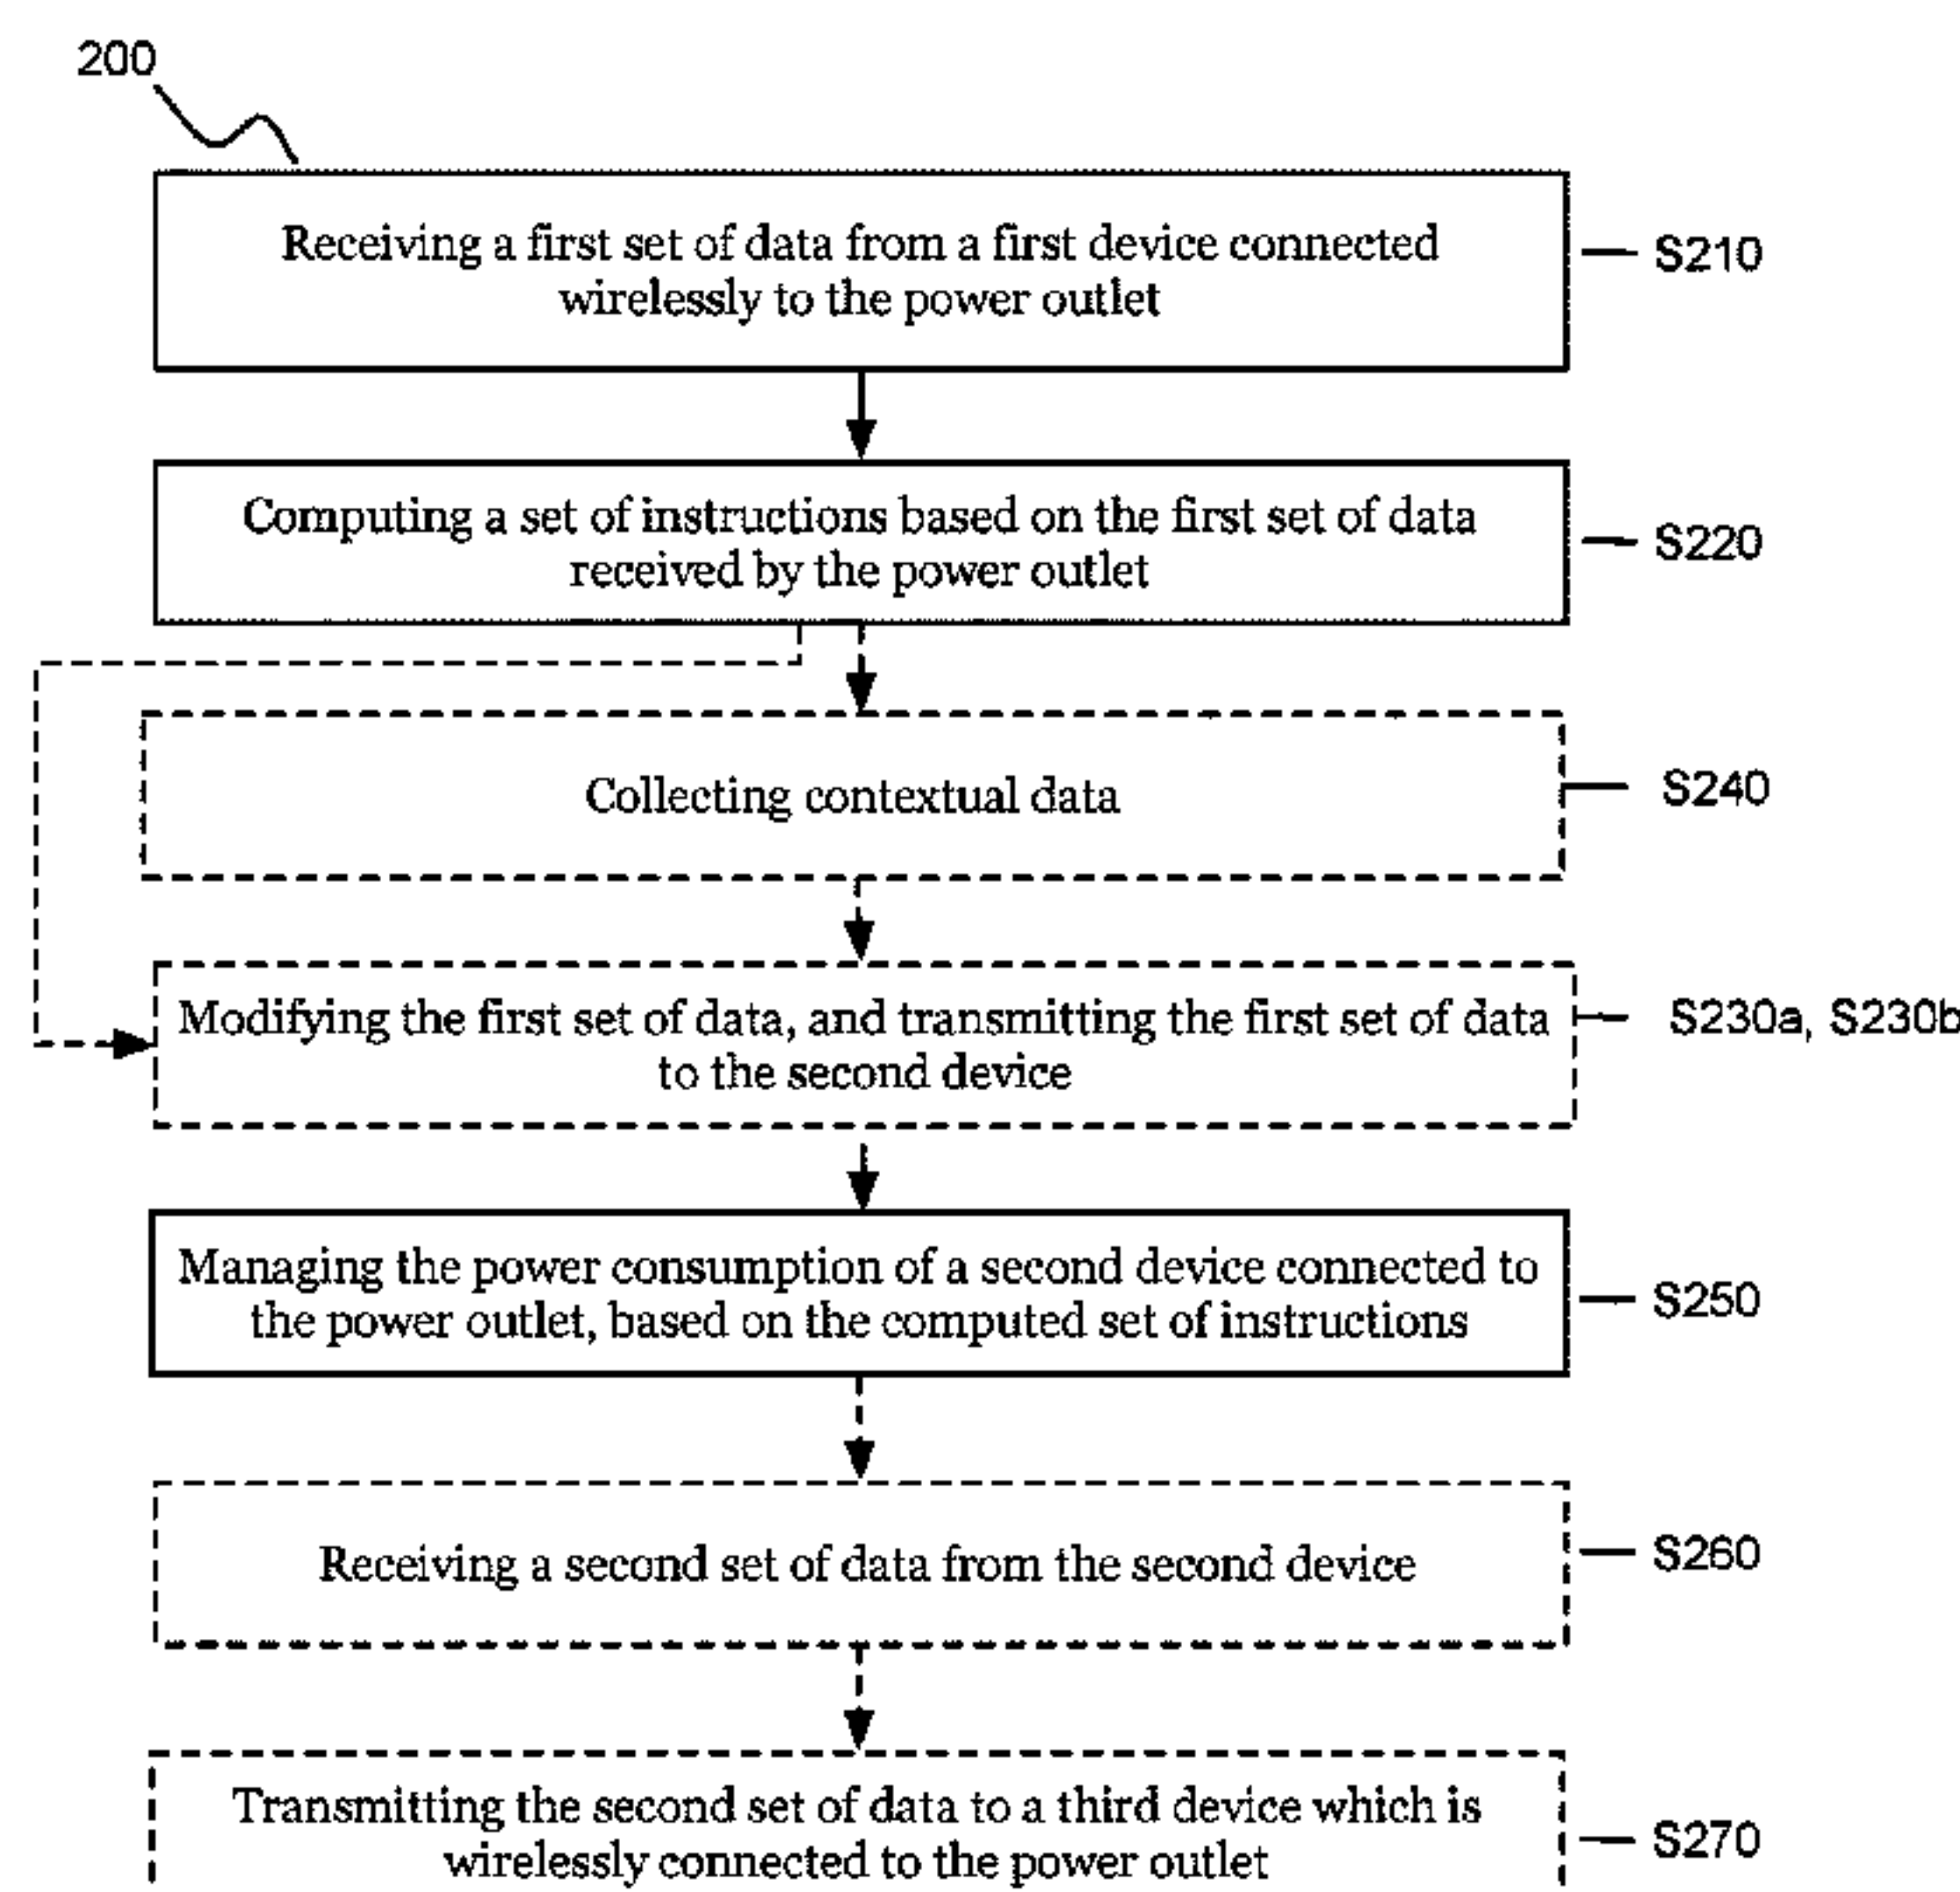 200
Receiving a first set of data from a first device connected
wirelessly to the power outlet
S210
Computing a set of instructions based on the first set of data
received by the power outlet
S220
Collecting contextual data
S240
Modifying the first set of data, and transmitting the first set of data
to the second device
S230a, S230b
Managing the power consumption of a second device connected to
the power outlet, based on the computed set of instructions
S250
Receiving a second set of data from the second device
S260
Transmitting the second set of data to a third device which is
wirelessly connected to the power outlet
S270